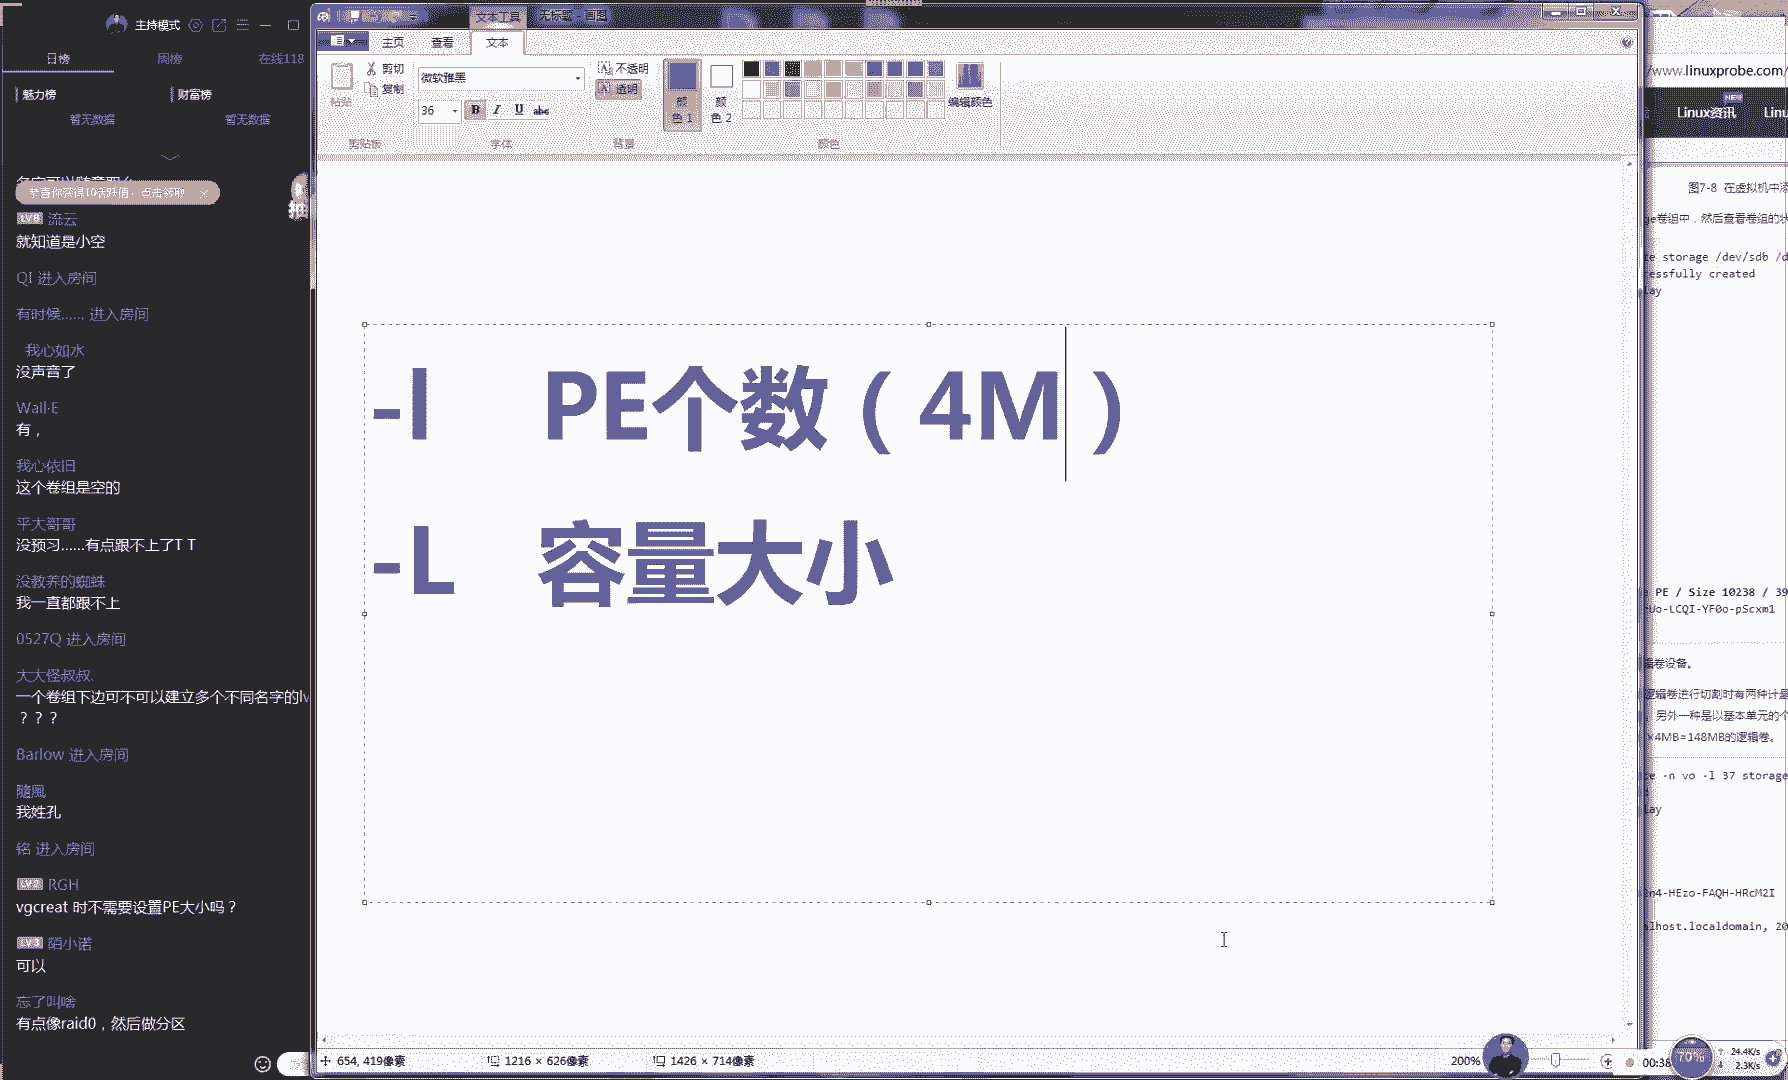 主持模式
日榜 周榜 在线118
魅力榜 财富榜
暂无数据 暂无数据
恭喜你获得10活跃值，点击领取
LV8 流云
就知道是小空
QI 进入房间
有时候...... 进入房间
我心如水
没声音了
Wall·E
有，
我心依旧
这个卷组是空的
平大哥哥
没预习......有点跟不上了T T
没教养的蜘蛛
我一直都跟不上
0527Q 进入房间
大大怪叔叔.
一个卷组下边可不可以建立多个不同名字的lv
？？？
Barlow 进入房间
随風
我姓孔
铭 进入房间
LV2 RGH
vgcreat 时不需要设置PE大小吗？
LV3 陌小诺
可以
忘了叫啥
有点像raid0，然后做分区
文本工具 无标题 - 画图
主页 查看 文本
粘贴 剪切 复制
剪贴板
微软雅黑
36 B I U abc
字体
不透明
透明
背景
颜色 1 颜色 2
编辑颜色
颜色
-l PE个数（4M）
-L 容量大小
654, 419像素 1216 × 626像素 1426 × 714像素 200%
/www.linuxprobe.com/
NEW
Linux资讯 Linu
图7-8 在虚拟机中添
ge卷组中，然后查看卷组的状
te storage /dev/sdb /d
essfully created
lay
PE / Size 10238 / 39
Uo-LCQI-YF0o-pScxm1
辑卷设备。
逻辑卷进行切割时有两种计量
，另外一种是以基本单元的个
×4MB=148MB的逻辑卷。
te -n vo -l 37 storage
d
lay
n4-HEzo-FAQH-HRcM2I
alhost.localdomain, 20
00:38
70%
24.4K/s
2.3K/s